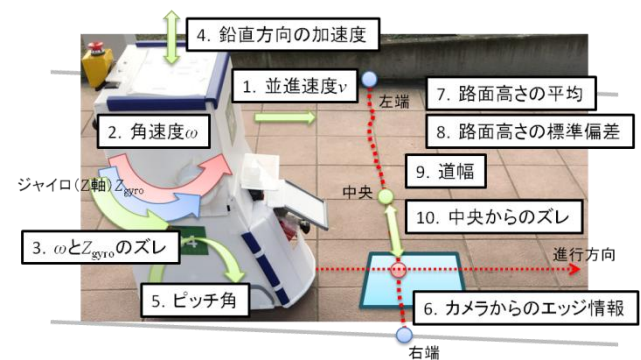 4. 鉛直方向の加速度
1. 並進速度v
左端
7. 路面高さの平均
2. 角速度ω
8. 路面高さの標準偏差
9. 道幅
ジャイロ(Z軸)Zgyro
中央
10. 中央からのズレ
3. ωとZgyroのズレ
進行方向
5. ピッチ角
6. カメラからのエッジ情報
右端